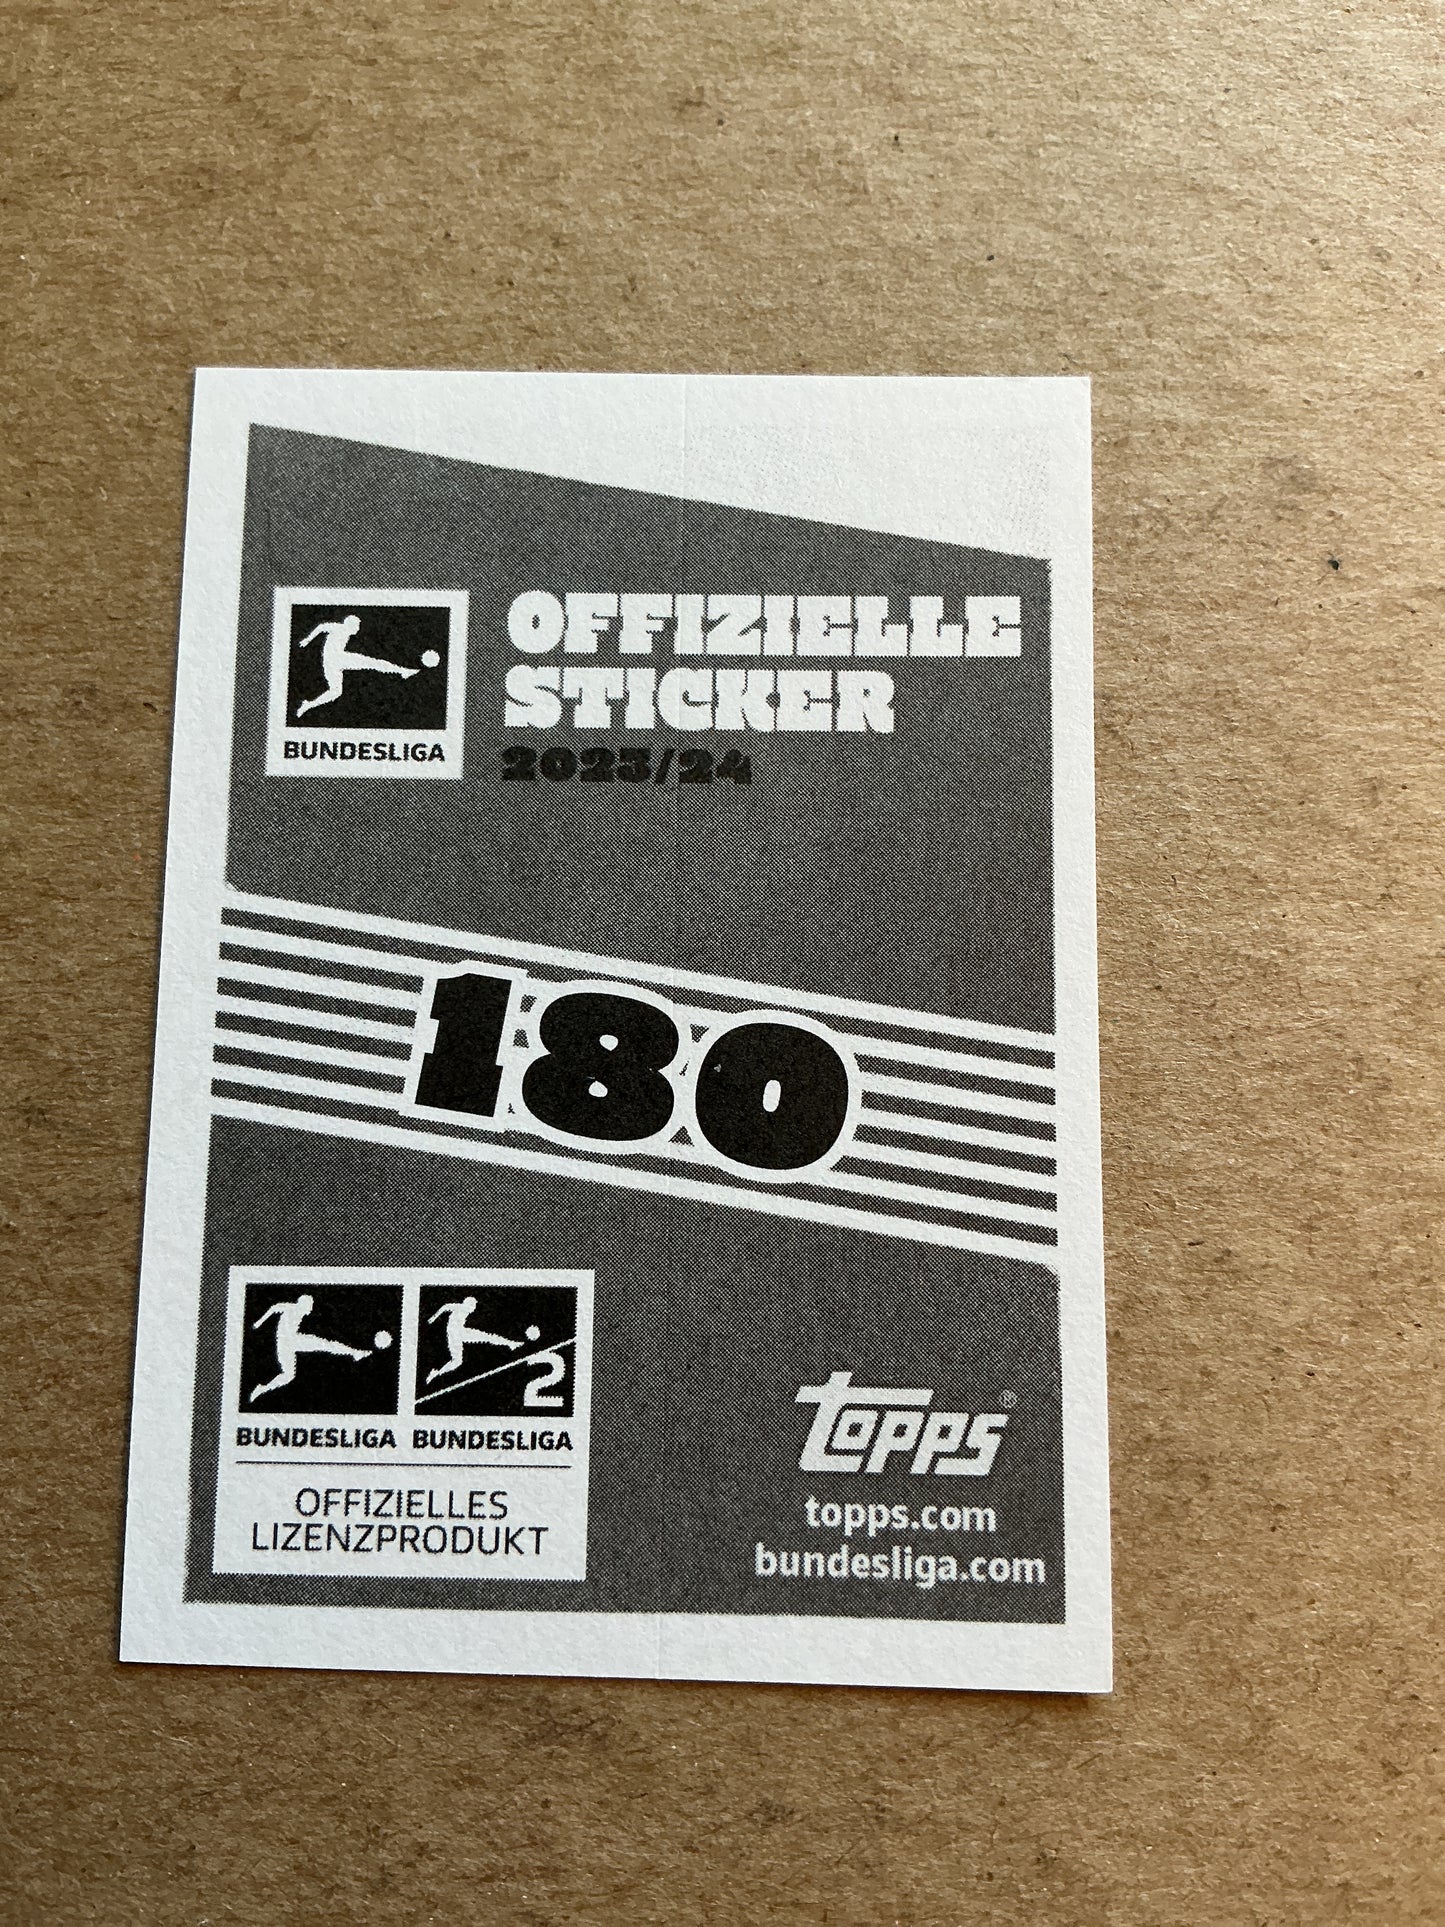 BUNDESLIGA
OFFIZIELLE
STICKER
2023/24
180
2
BUNDESLIGA BUNDESLIGA
OFFIZIELLES
LIZENZPRODUKT
topps®
topps.com
bundesliga.com